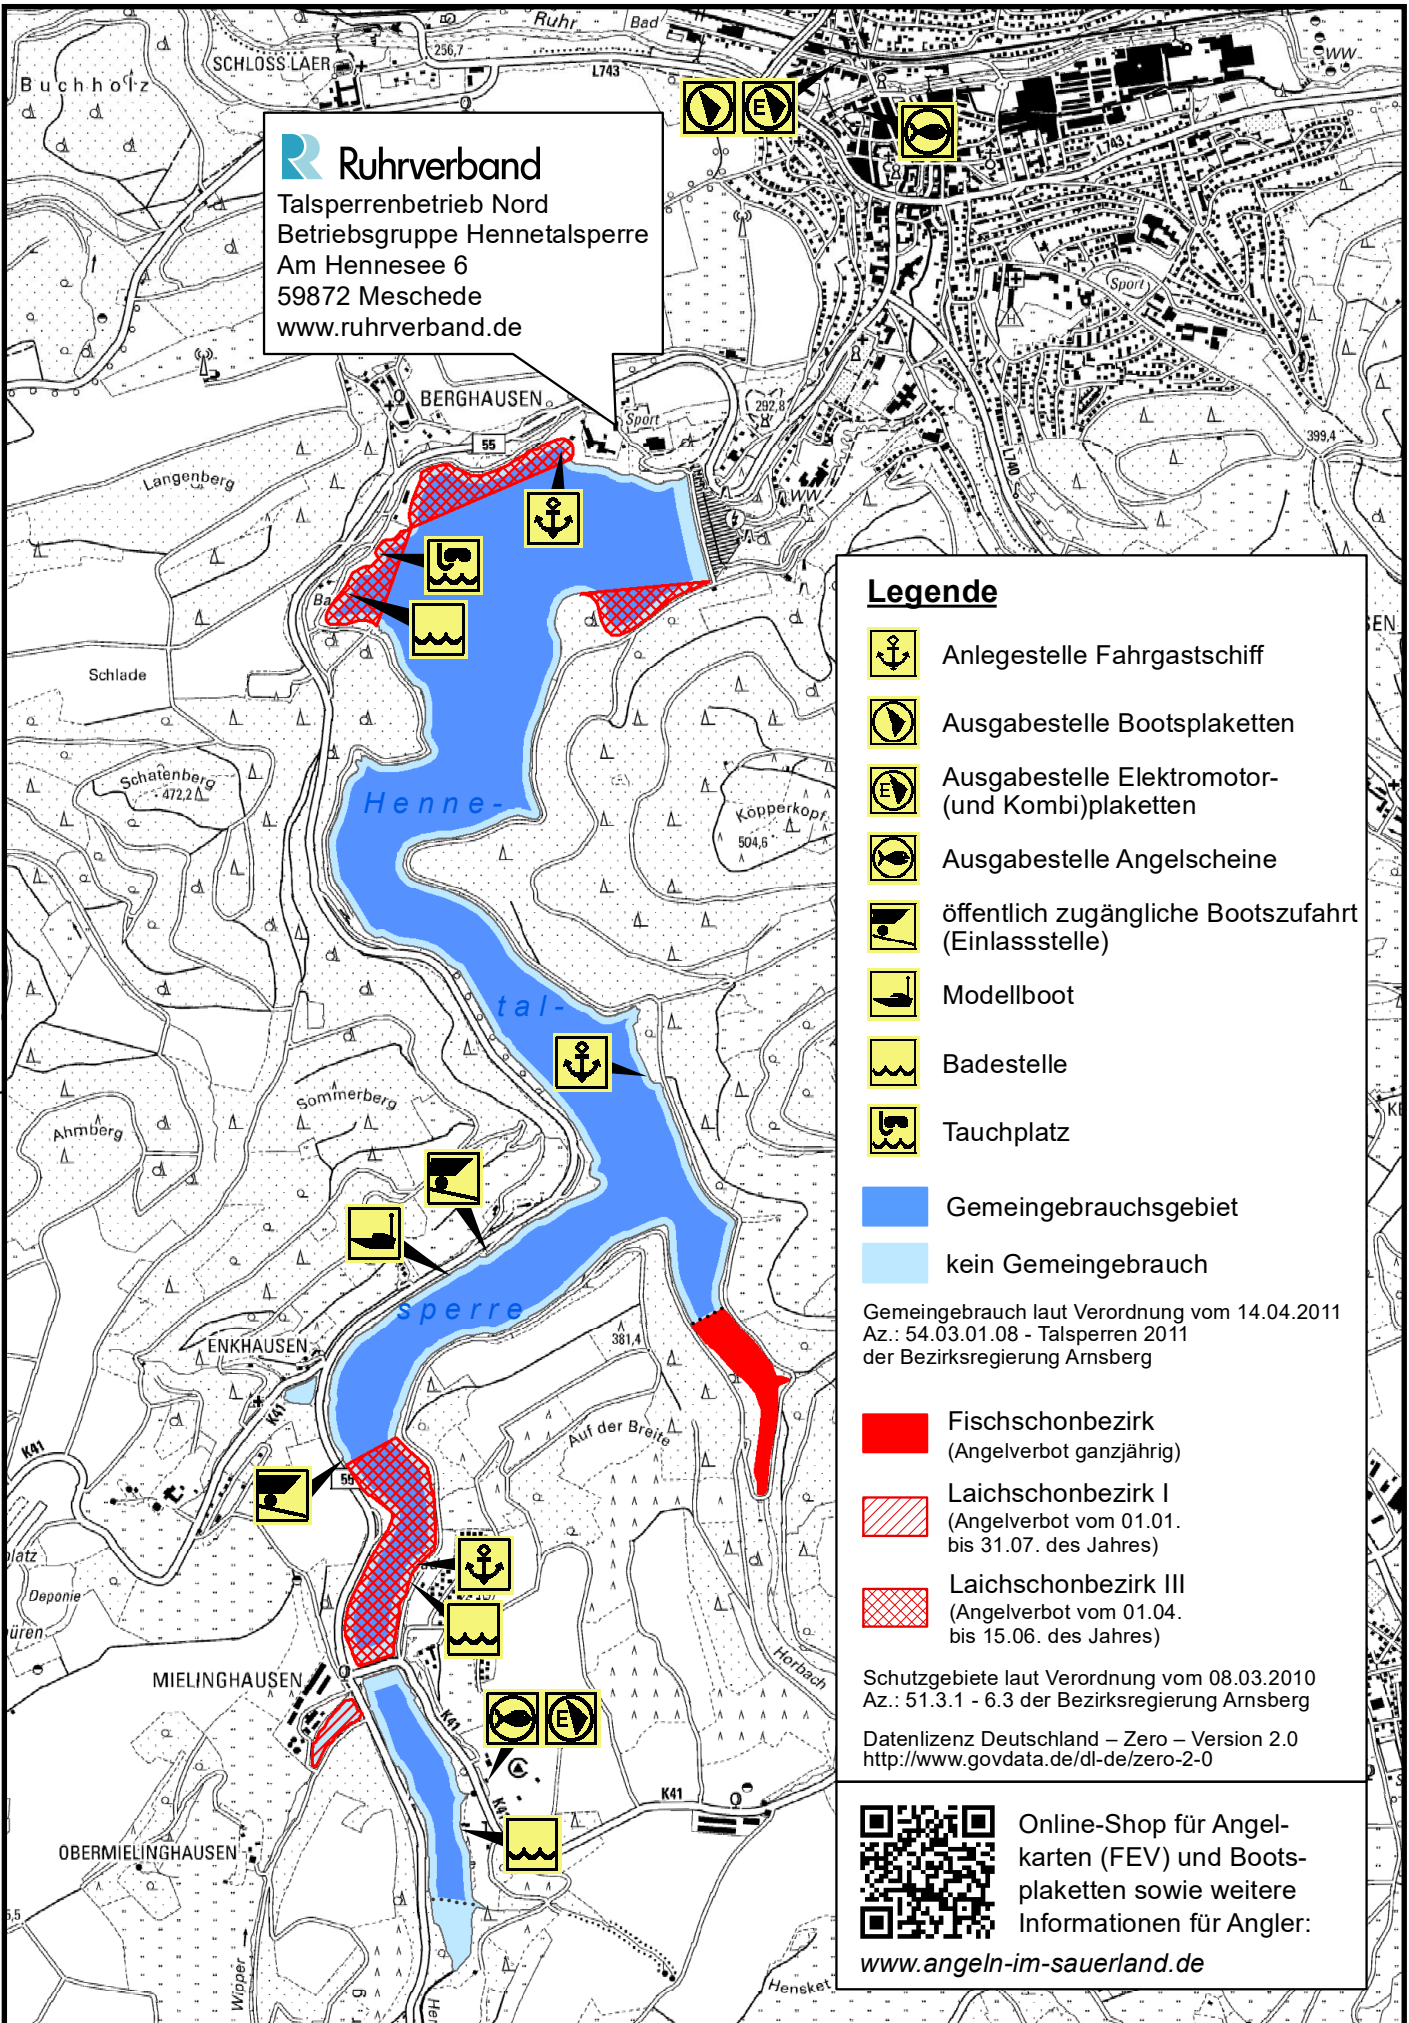 Ruhr
Bad
SCHLOSS LAER
256,7
L743
WW
Buchholz
E
L743
Ruhrverband
Talsperrenbetrieb Nord
Betriebsgruppe Hennetalsperre
Am Hennesee 6
59872 Meschede
www.ruhrverband.de
Sport
H
BERGHAUSEN
Sport
292,8
399,4
55
L740
Langenberg
WW
Ba
Schlade
Schatenberg
472,2
Henne-
Köpperkopf
504,6
tal-
Sommerberg
Ahmberg
sperre
ENKHAUSEN
381,4
K41
K41
Auf der Breite
55
Deponie
MIELINGHAUSEN
Horbach
K41
E
K41
K41
OBERMIELINGHAUSEN
Wipper
Hensket
Legende
Anlegestelle Fahrgastschiff
Ausgabestelle Bootsplaketten
E
Ausgabestelle Elektromotor-
(und Kombi)plaketten
Ausgabestelle Angelscheine
öffentlich zugängliche Bootszufahrt
(Einlassstelle)
Modellboot
Badestelle
Tauchplatz
Gemeingebrauchsgebiet
kein Gemeingebrauch
Gemeingebrauch laut Verordnung vom 14.04.2011
Az.: 54.03.01.08 - Talsperren 2011
der Bezirksregierung Arnsberg
Fischschonbezirk
(Angelverbot ganzjährig)
Laichschonbezirk I
(Angelverbot vom 01.01.
bis 31.07. des Jahres)
Laichschonbezirk III
(Angelverbot vom 01.04.
bis 15.06. des Jahres)
Schutzgebiete laut Verordnung vom 08.03.2010
Az.: 51.3.1 - 6.3 der Bezirksregierung Arnsberg
Datenlizenz Deutschland – Zero – Version 2.0
http://www.govdata.de/dl-de/zero-2-0
Online-Shop für Angel-
karten (FEV) und Boots-
plaketten sowie weitere
Informationen für Angler:
www.angeln-im-sauerland.de